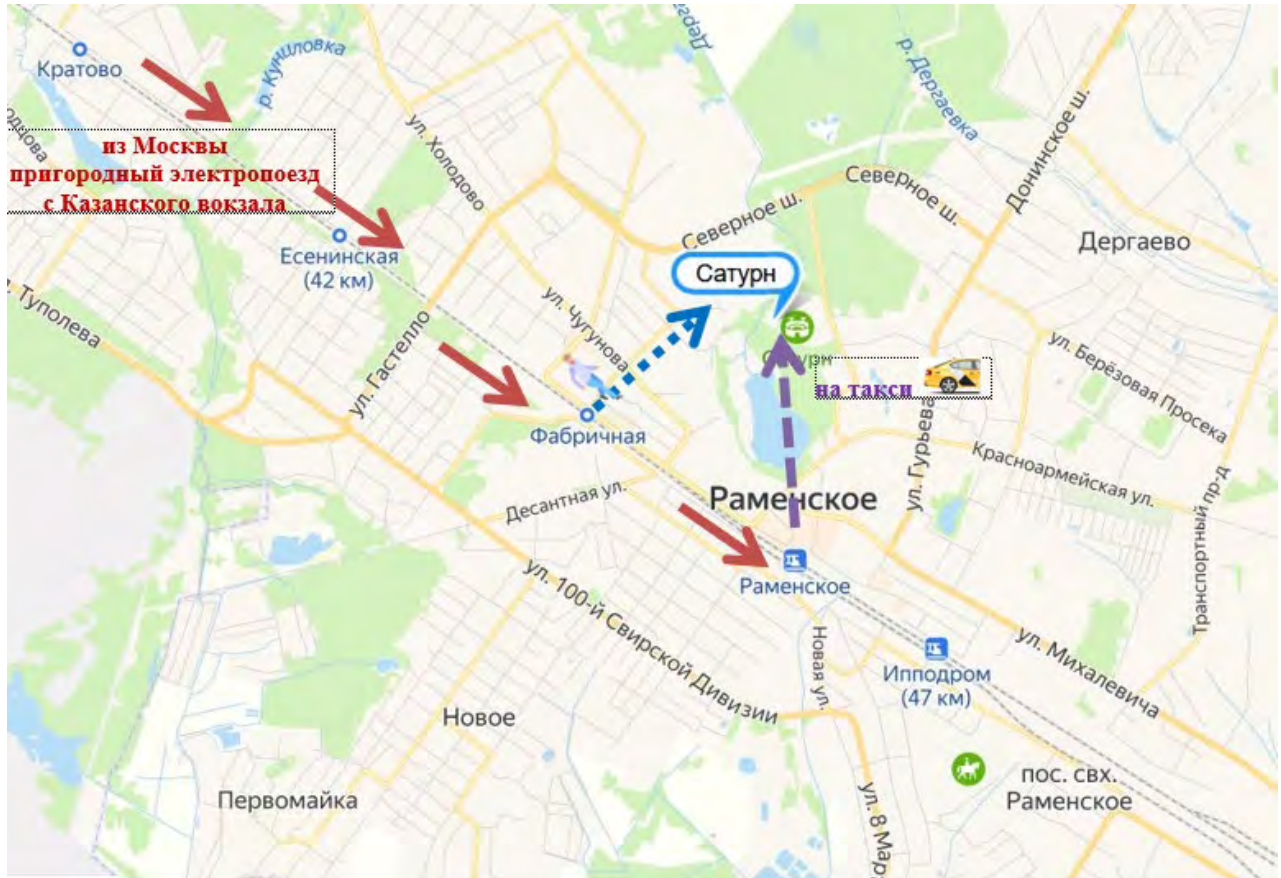 Кратово
р. Куниловка
из Москвы
пригородный электропоезд
с Казанского вокзала
ул. Холодово
р. Дергаевка
Донинское ш.
Северное ш.
Северное ш.
Дергаево
Есенинская
(42 км)
Сатурн
Туполева
ул. Гастелло
ул. Чугунова
на такси
ул. Берёзовая Просека
Фабричная
ул. Гурьева
Красноармейская ул.
Десантная ул.
Раменское
Транспортный пр-д
Раменское
ул. 100-й Свирской Дивизии
Новая ул.
Ипподром
(47 км)
ул. Михалевича
Новое
пос. свх.
Раменское
Первомайка
ул. 8 Мар